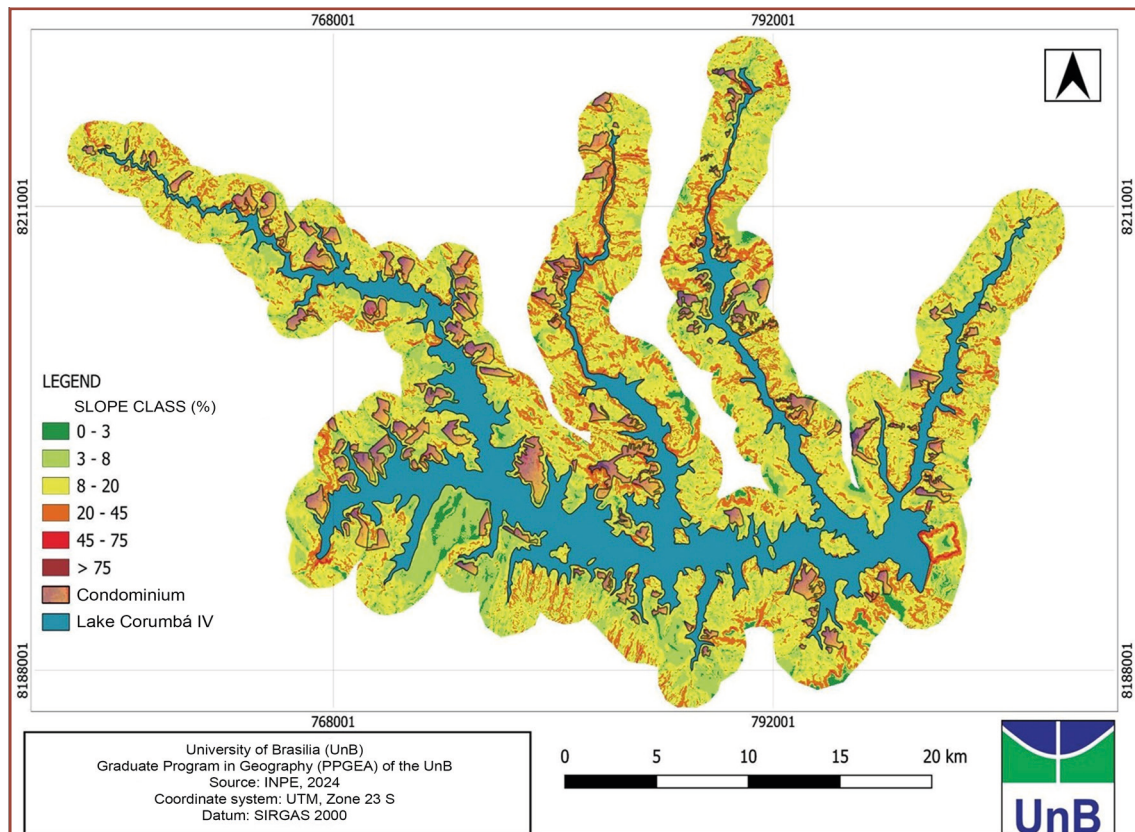 768001
792001
8211001
8211001
LEGEND
SLOPE CLASS (%)
0 - 3
3 - 8
8 - 20
20 - 45
45 - 75
> 75
Condominium
Lake Corumbá IV
8188001
8188001
768001
792001
University of Brasilia (UnB)
Graduate Program in Geography (PPGEA) of the UnB
Source: INPE, 2024
Coordinate system: UTM, Zone 23 S
Datum: SIRGAS 2000
0 5 10 15 20 km
UnB